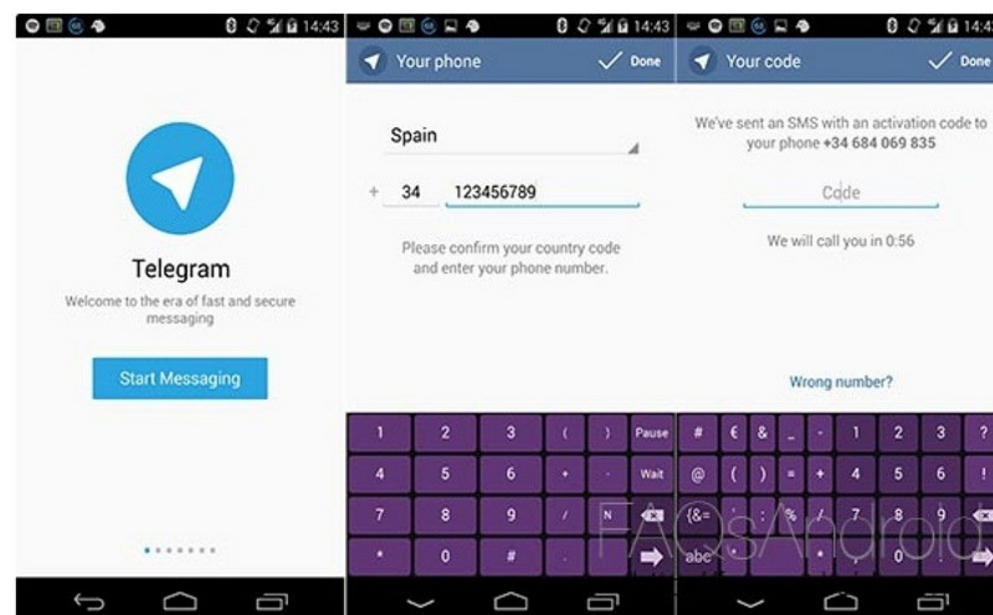 14:43
Telegram
Welcome to the era of fast and secure
messaging
Start Messaging
14:43
Your phone
Done
Spain
+ 34 123456789
Please confirm your country code
and enter your phone number.
1 2 3 ( ) Pause
4 5 6 + - Wait
7 8 9 / N
* 0 # .
14:43
Your code
Done
We've sent an SMS with an activation code to
your phone +34 684 069 835
Code
We will call you in 0:56
Wrong number?
# € & _ - 1 2 3 ?
@ ( ) = + 4 5 6 !
{&= : % / 7 8 9
abc * 0 .
FAQsAndroid